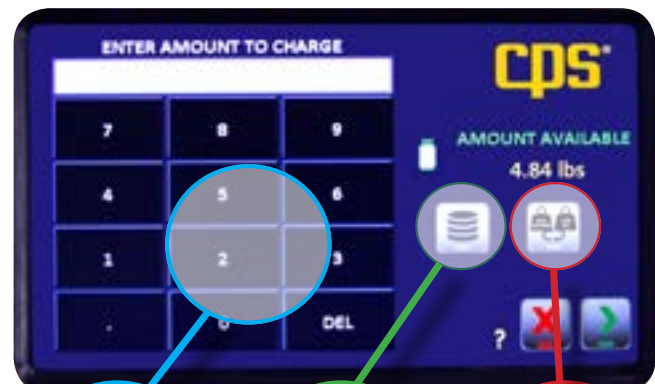 ENTER AMOUNT TO CHARGE
cps
7 8 9
AMOUNT AVAILABLE
4.84 lbs
4 5 6
1 2 3
. 0 DEL
?